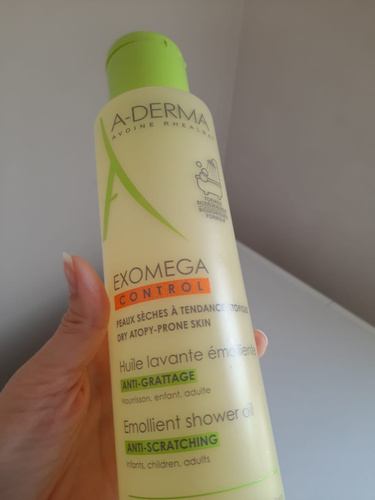 A-DERMA
AVOINE RHEALBA
EXOMEGA
CONTROL
PEAUX SÈCHES À TENDANCE ATOPIQUE
DRY ATOPY-PRONE SKIN
Huile lavante émolliente
ANTI-GRATTAGE
Nourrisson, enfant, adulte
Emollient shower oil
ANTI-SCRATCHING
Infants, children, adults